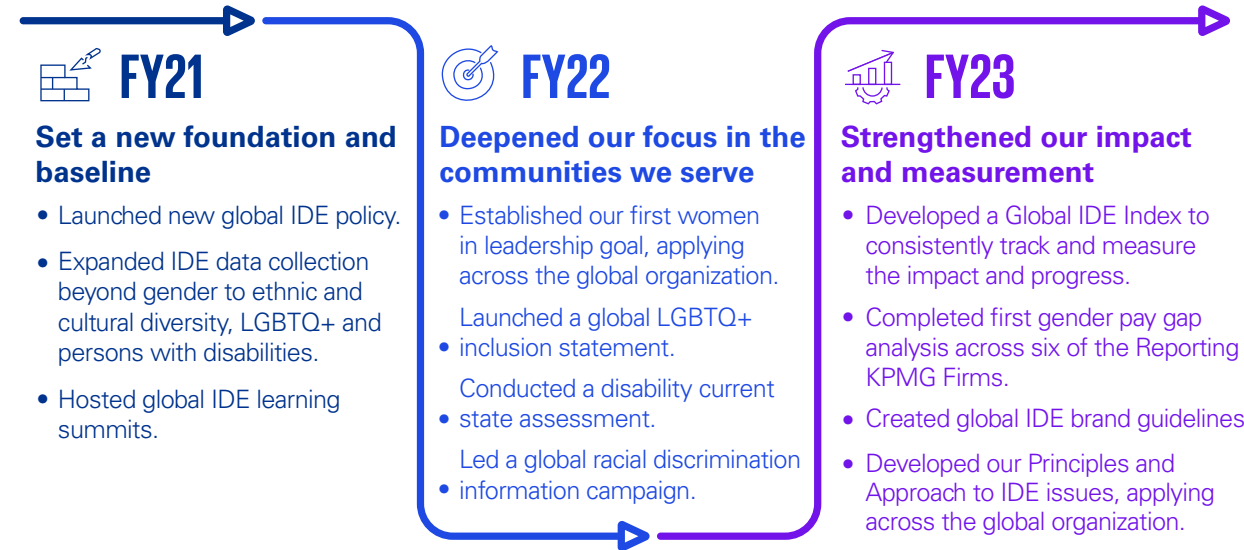 FY21
Set a new foundation and
baseline
• Launched new global IDE policy.
• Expanded IDE data collection
beyond gender to ethnic and
cultural diversity, LGBTQ+ and
persons with disabilities.
• Hosted global IDE learning
summits.
FY22
Deepened our focus in the
communities we serve
• Established our first women
in leadership goal, applying
across the global organization.
Launched a global LGBTQ+
• inclusion statement.
Conducted a disability current
• state assessment.
Led a global racial discrimination
• information campaign.
FY23
Strengthened our impact
and measurement
• Developed a Global IDE Index to
consistently track and measure
the impact and progress.
• Completed first gender pay gap
analysis across six of the Reporting
KPMG Firms.
• Created global IDE brand guidelines
• Developed our Principles and
Approach to IDE issues, applying
across the global organization.